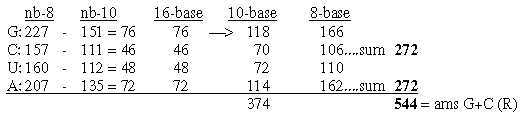 nb-8 nb-10 16-base 10-base 8-base
G: 227 - 151 = 76 76 —> 118 166
C: 157 - 111 = 46 46 70 106....sum 272
U: 160 - 112 = 48 48 72 110
A: 207 - 135 = 72 72 114 162....sum 272
374 544 = ams G+C (R)